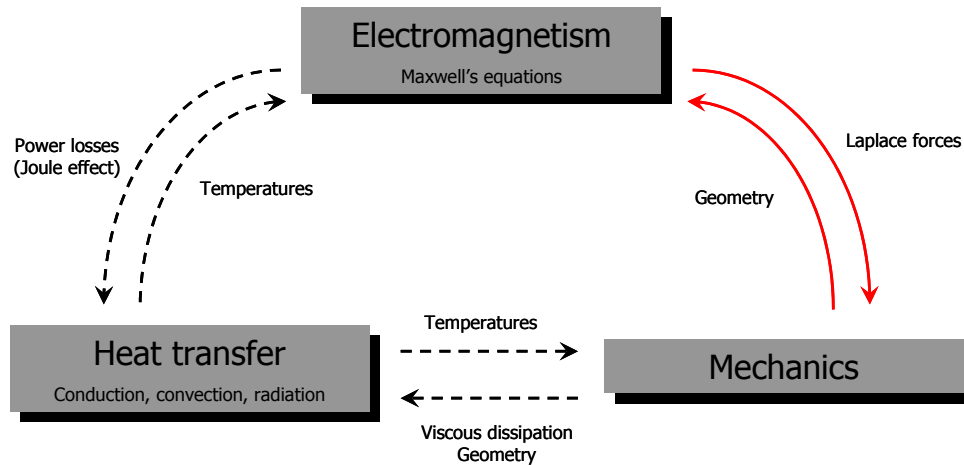 Electromagnetism
Maxwell's equations
Power losses
(Joule effect)
Temperatures
Laplace forces
Geometry
Heat transfer
Conduction, convection, radiation
Temperatures
Viscous dissipation
Geometry
Mechanics